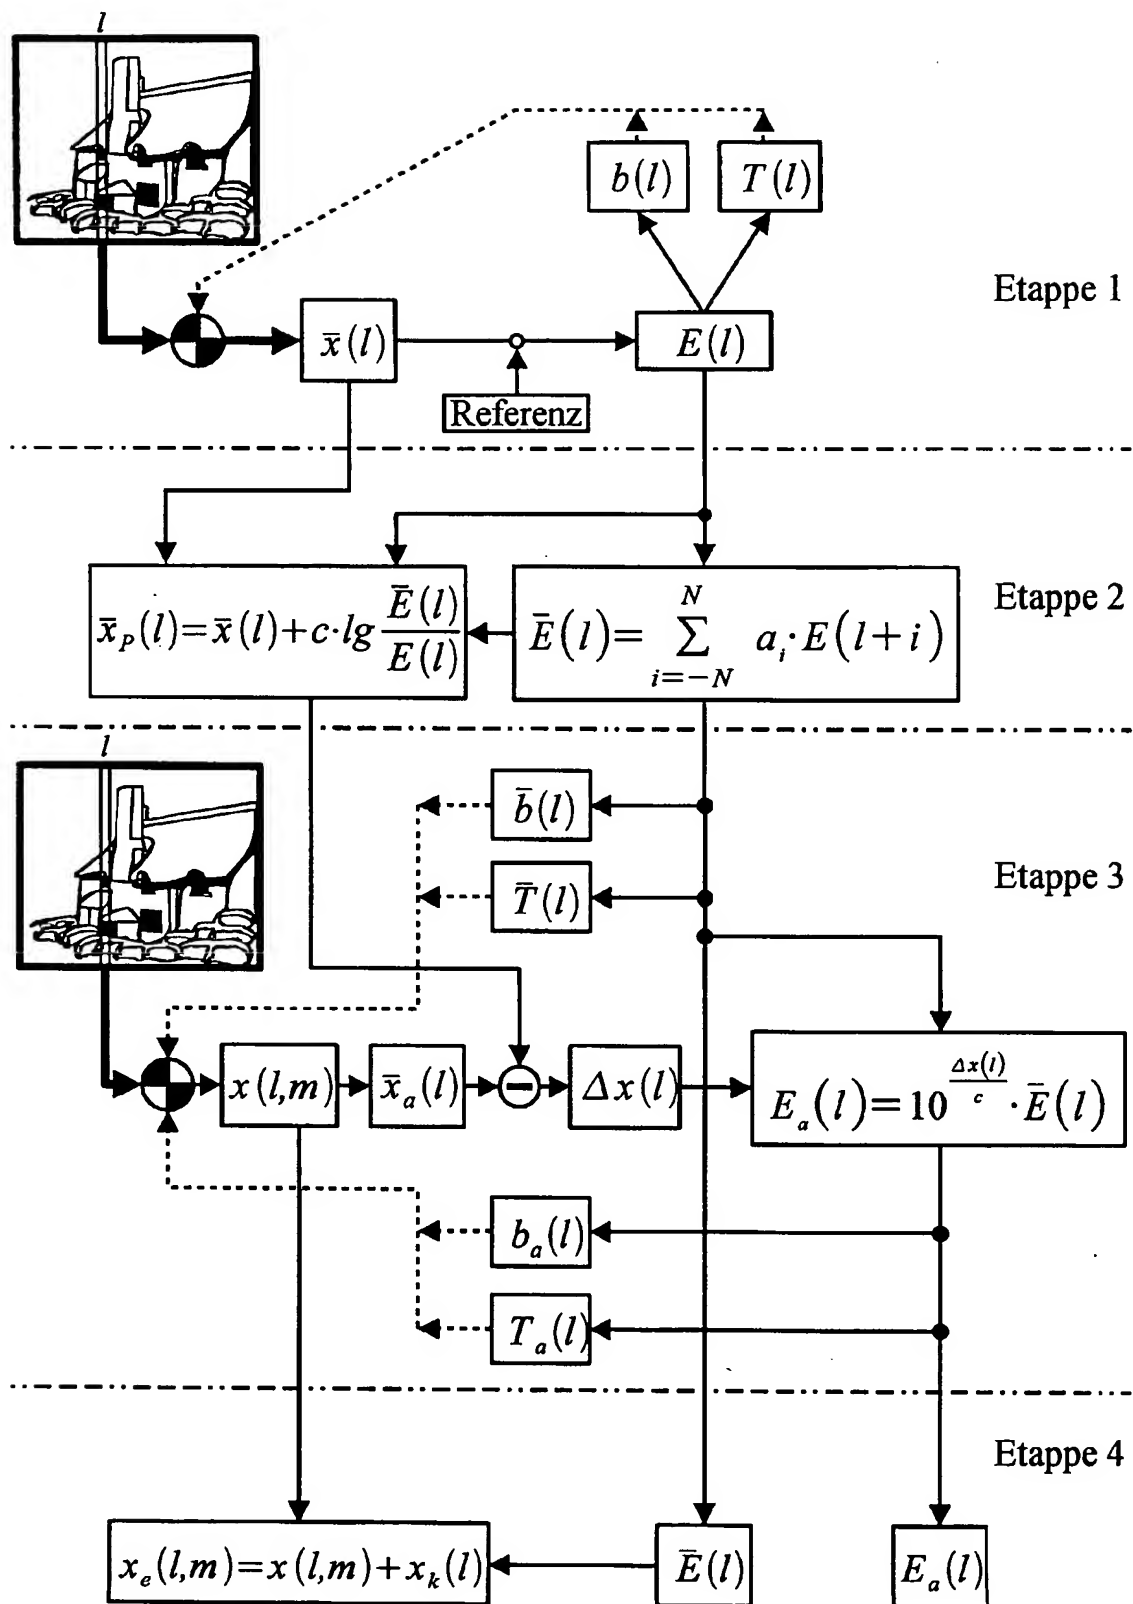 l
b(l)
T(l)
Etappe 1
x̄(l)
E(l)
Referenz
x̄_P(l)=x̄(l)+c·lg Ē(l)/E(l)
Ē(l)=∑_{i=-N}^{N} a_i·E(l+i)
Etappe 2
l
b̄(l)
T̄(l)
Etappe 3
x(l,m)
x̄_a(l)
−
Δx(l)
E_a(l)=10^{Δx(l)/c}·Ē(l)
b_a(l)
T_a(l)
Etappe 4
x_e(l,m)=x(l,m)+x_k(l)
Ē(l)
E_a(l)